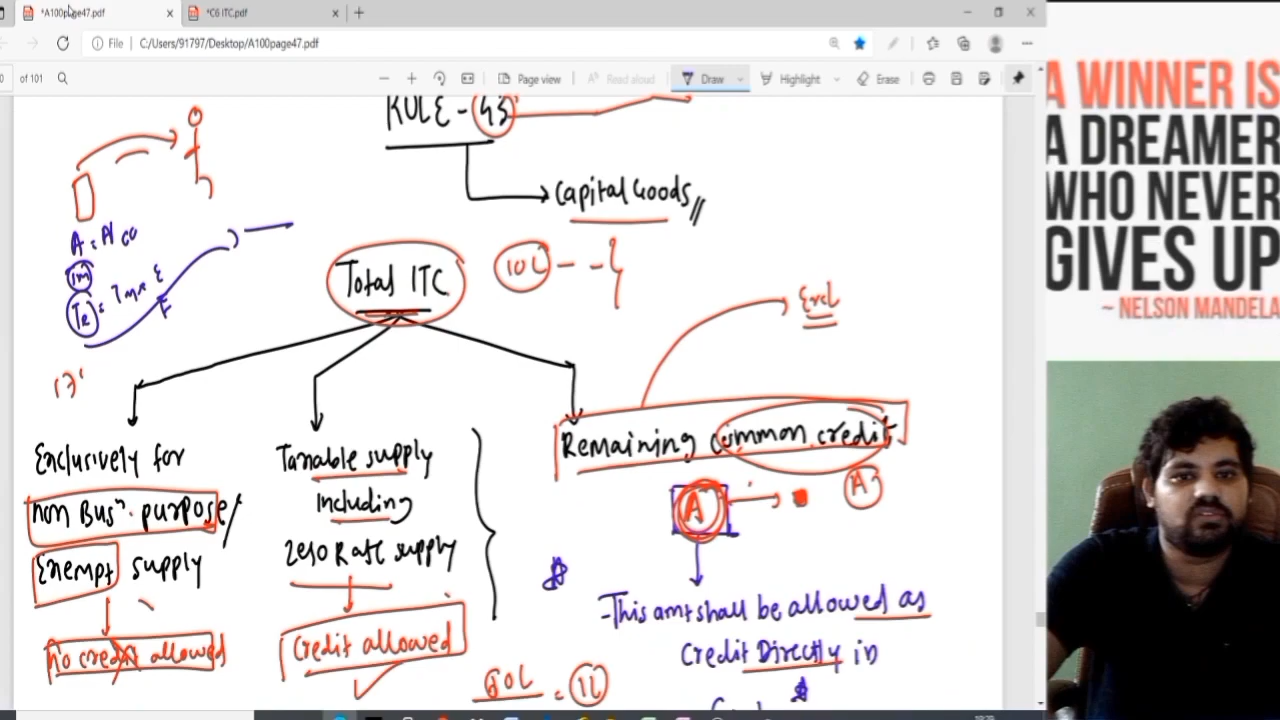 *A100page47.pdf
*C6 ITC.pdf
File C:/Users/91797/Desktop/A100page47.pdf
of 101
Page view
Read aloud
Draw
Highlight
Erase
RULE - 43
Capital Goods
Total ITC
10L
Excl
Exclusively for
non Busⁿ. purpose/
Exempt supply
no credit allowed
Taxable supply
Including
Zero Rate supply
Credit allowed
Remaining common credit
A
A
This amt shall be allowed as
Credit Directly in
60L = 1L
A WINNER IS
A DREAMER
WHO NEVER
GIVES UP
~ NELSON MANDELA